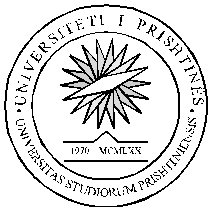 UNIVERSITETI I PRISHTINËS
1970 MCMLXX
UNIVERSITAS STUDIORUM PRISHTINIENSIS